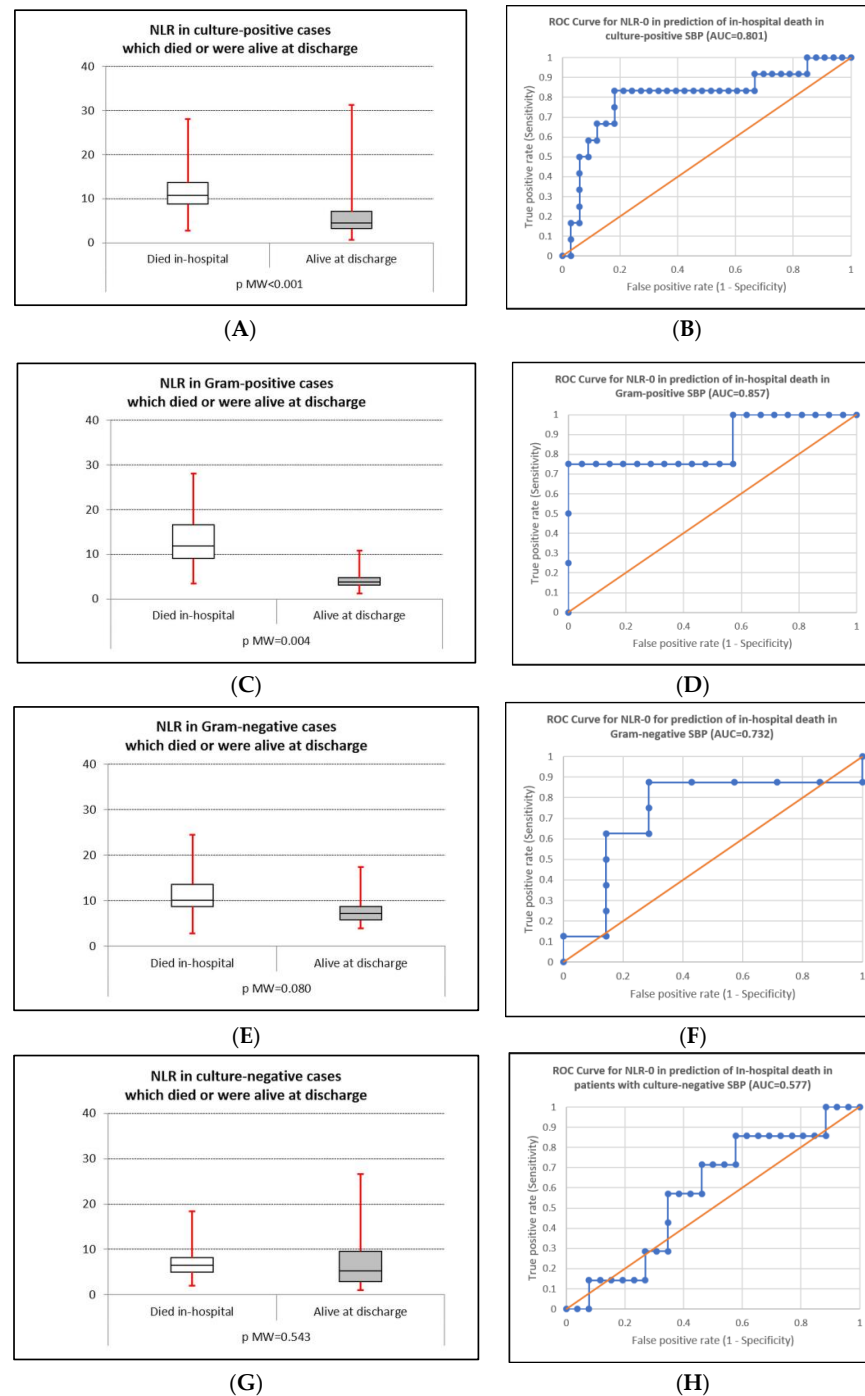 NLR in culture-positive cases
which died or were alive at discharge
40
30
20
10
0
Died in-hospital Alive at discharge
p MW<0.001
(A)
ROC Curve for NLR-0 in prediction of in-hospital death in
culture-positive SBP (AUC=0.801)
True positive rate (Sensitivity)
1
0.9
0.8
0.7
0.6
0.5
0.4
0.3
0.2
0.1
0
0 0.2 0.4 0.6 0.8 1
False positive rate (1 - Specificity)
(B)
NLR in Gram-positive cases
which died or were alive at discharge
40
30
20
10
0
Died in-hospital Alive at discharge
p MW=0.004
(C)
ROC Curve for NLR-0 in prediction of in-hospital death in
Gram-positive SBP (AUC=0.857)
True positive rate (Sensitivity)
1
0.9
0.8
0.7
0.6
0.5
0.4
0.3
0.2
0.1
0
0 0.2 0.4 0.6 0.8 1
False positive rate (1 - Specificity)
(D)
NLR in Gram-negative cases
which died or were alive at discharge
40
30
20
10
0
Died in-hospital Alive at discharge
p MW=0.080
(E)
ROC Curve for NLR-0 for prediction of in-hospital death in
Gram-negative SBP (AUC=0.732)
True positive rate (Sensitivity)
1
0.9
0.8
0.7
0.6
0.5
0.4
0.3
0.2
0.1
0
0 0.2 0.4 0.6 0.8 1
False positive rate (1 - Specificity)
(F)
NLR in culture-negative cases
which died or were alive at discharge
40
30
20
10
0
Died in-hospital Alive at discharge
p MW=0.543
(G)
ROC Curve for NLR-0 in prediction of In-hospital death in
patients with culture-negative SBP (AUC=0.577)
True positive rate (Sensitivity)
1
0.9
0.8
0.7
0.6
0.5
0.4
0.3
0.2
0.1
0
0 0.2 0.4 0.6 0.8 1
False positive rate (1 - Specificity)
(H)